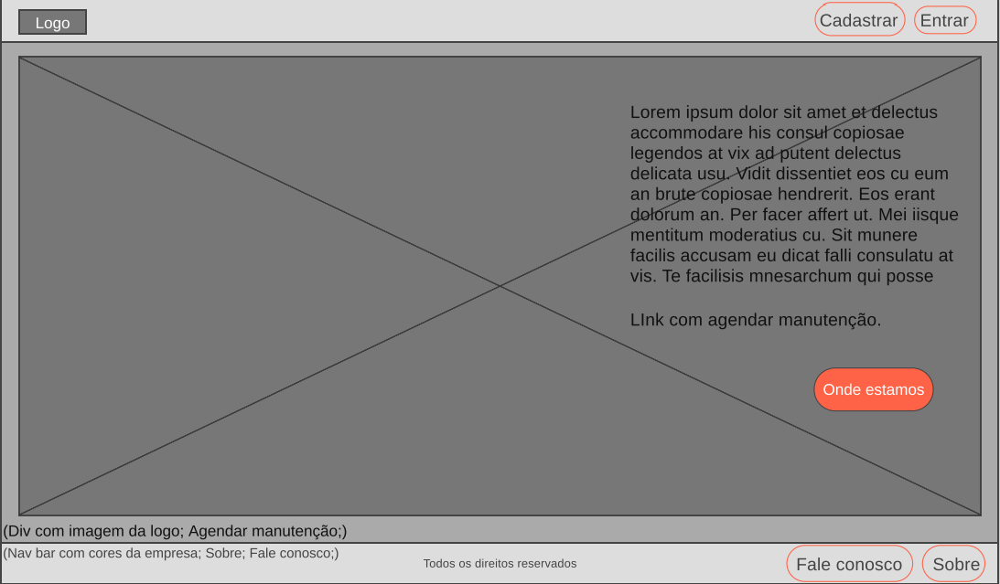 Logo
Cadastrar
Entrar
Lorem ipsum dolor sit amet et delectus
accommodare his consul copiosae
legendos at vix ad putent delectus
delicata usu. Vidit dissentiet eos cu eum
an brute copiosae hendrerit. Eos erant
dolorum an. Per facer affert ut. Mei iisque
mentitum moderatius cu. Sit munere
facilis accusam eu dicat falli consulatu at
vis. Te facilisis mnesarchum qui posse
LInk com agendar manutenção.
Onde estamos
(Div com imagem da logo; Agendar manutenção;)
(Nav bar com cores da empresa; Sobre; Fale conosco;)
Todos os direitos reservados
Fale conosco
Sobre